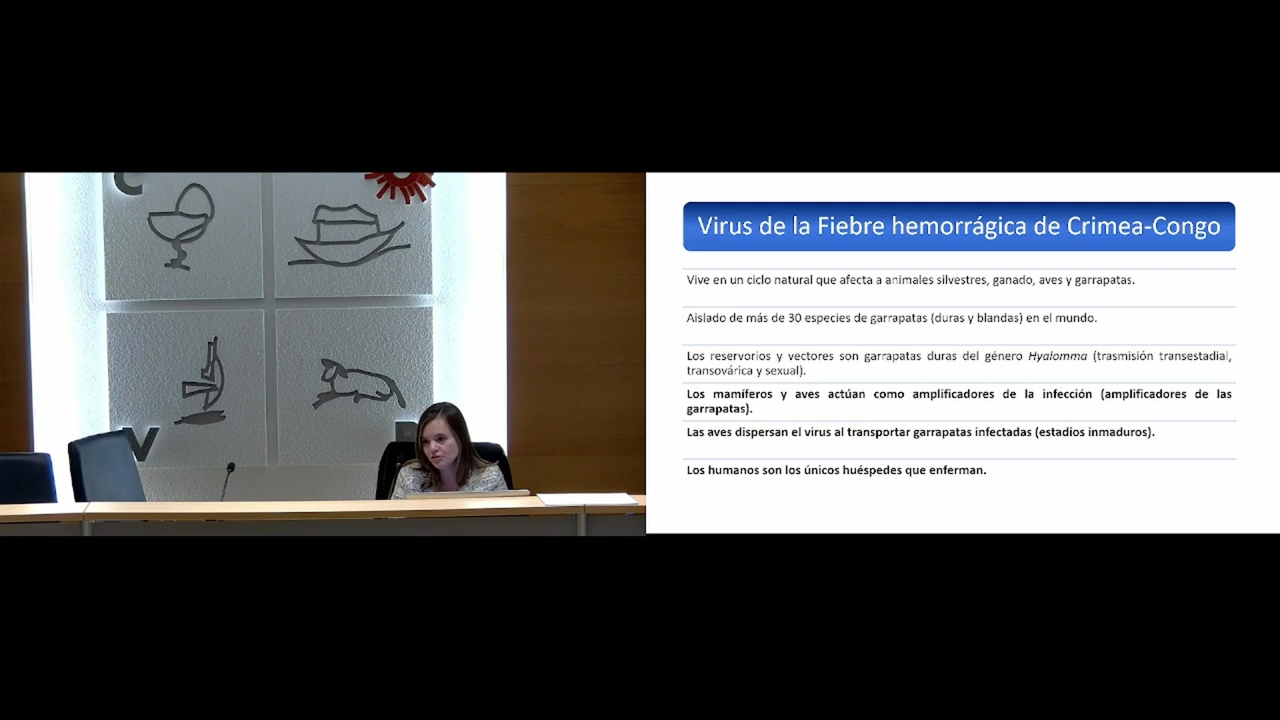 C
V
Virus de la Fiebre hemorrágica de Crimea-Congo
Vive en un ciclo natural que afecta a animales silvestres, ganado, aves y garrapatas.
Aislado de más de 30 especies de garrapatas (duras y blandas) en el mundo.
Los reservorios y vectores son garrapatas duras del género Hyalomma (trasmisión transestadial,
transovárica y sexual).
Los mamíferos y aves actúan como amplificadores de la infección (amplificadores de las
garrapatas).
Las aves dispersan el virus al transportar garrapatas infectadas (estadios inmaduros).
Los humanos son los únicos huéspedes que enferman.